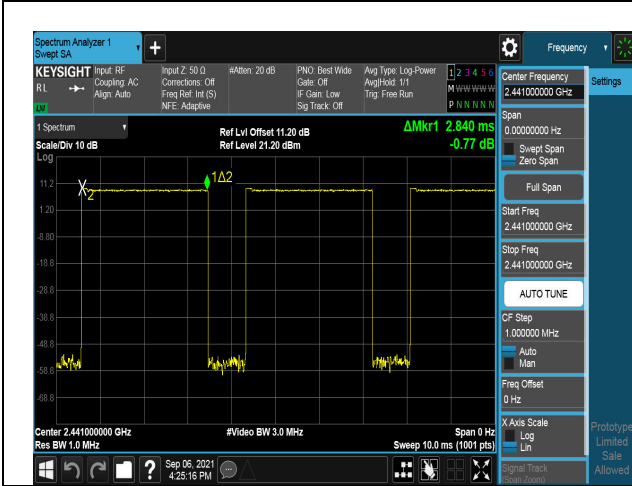 Spectrum Analyzer 1
Swept SA
Frequency
KEYSIGHT
RL
LNI
Input: RF
Coupling: AC
Align: Auto
Input Z: 50 Ω
Corrections: Off
Freq Ref: Int (S)
NFE: Adaptive
#Atten: 20 dB
PNO: Best Wide
Gate: Off
IF Gain: Low
Sig Track: Off
Avg Type: Log-Power
Avg|Hold: 1/1
Trig: Free Run
1 2 3 4 5 6
M W W W W W
P N N N N N
1 Spectrum
Scale/Div 10 dB
Log
Ref Lvl Offset 11.20 dB
Ref Level 21.20 dBm
ΔMkr1 2.840 ms
-0.77 dB
11.2
1.20
-8.80
-18.8
-28.8
-38.8
-48.8
-58.8
-68.8
X
2
1Δ2
Center 2.441000000 GHz
Res BW 1.0 MHz
#Video BW 3.0 MHz
Span 0 Hz
Sweep 10.0 ms (1001 pts)
?
Sep 06, 2021
4:25:16 PM
Center Frequency
2.441000000 GHz
Settings
Span
0.00000000 Hz
Swept Span
Zero Span
Full Span
Start Freq
2.441000000 GHz
Stop Freq
2.441000000 GHz
AUTO TUNE
CF Step
1.000000 MHz
Auto
Man
Freq Offset
0 Hz
X Axis Scale
Log
Lin
Signal Track
(Span Zoom)
Prototype
Limited
Sale
Allowed